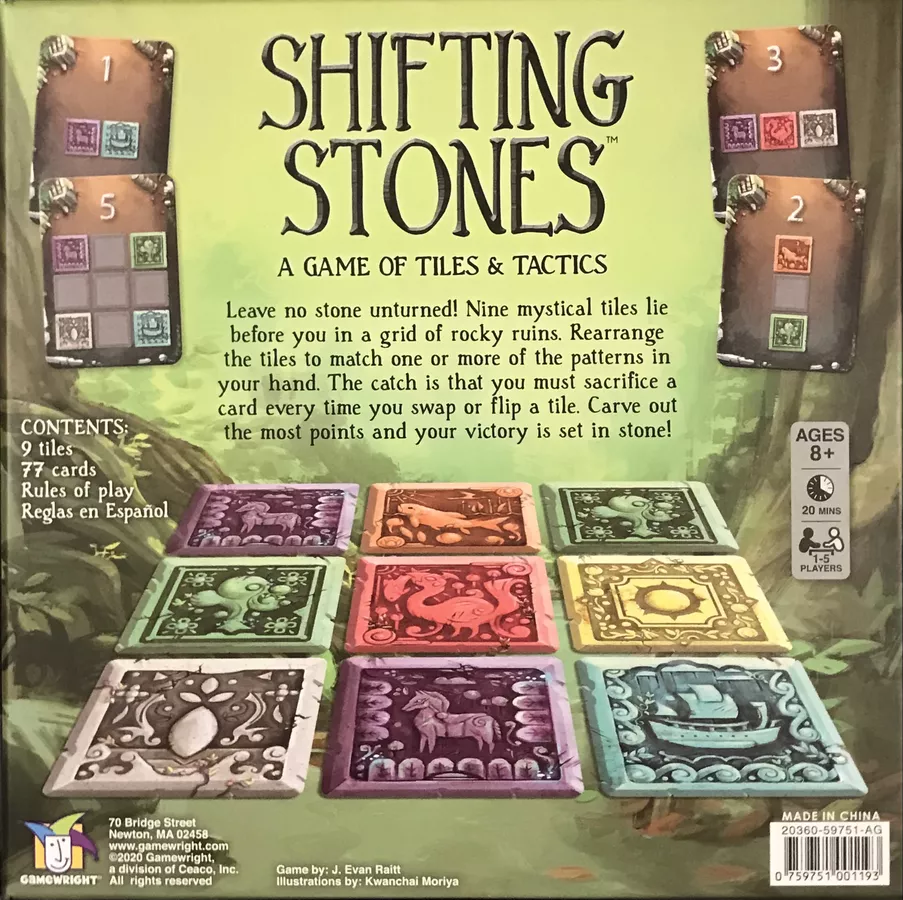 SHIFTING
STONES™
A GAME OF TILES & TACTICS
1
5
3
2
Leave no stone unturned! Nine mystical tiles lie
before you in a grid of rocky ruins. Rearrange
the tiles to match one or more of the patterns in
your hand. The catch is that you must sacrifice a
card every time you swap or flip a tile. Carve out
the most points and your victory is set in stone!
CONTENTS:
9 tiles
77 cards
Rules of play
Reglas en Español
AGES
8+
20 MINS
1-5
PLAYERS
GAMEWRIGHT
70 Bridge Street
Newton, MA 02458
www.gamewright.com
©2020 Gamewright,
a division of Ceaco, Inc.
All rights reserved
Game by: J. Evan Raitt
Illustrations by: Kwanchai Moriya
MADE IN CHINA
20360-59751-AG
0 759751 001193